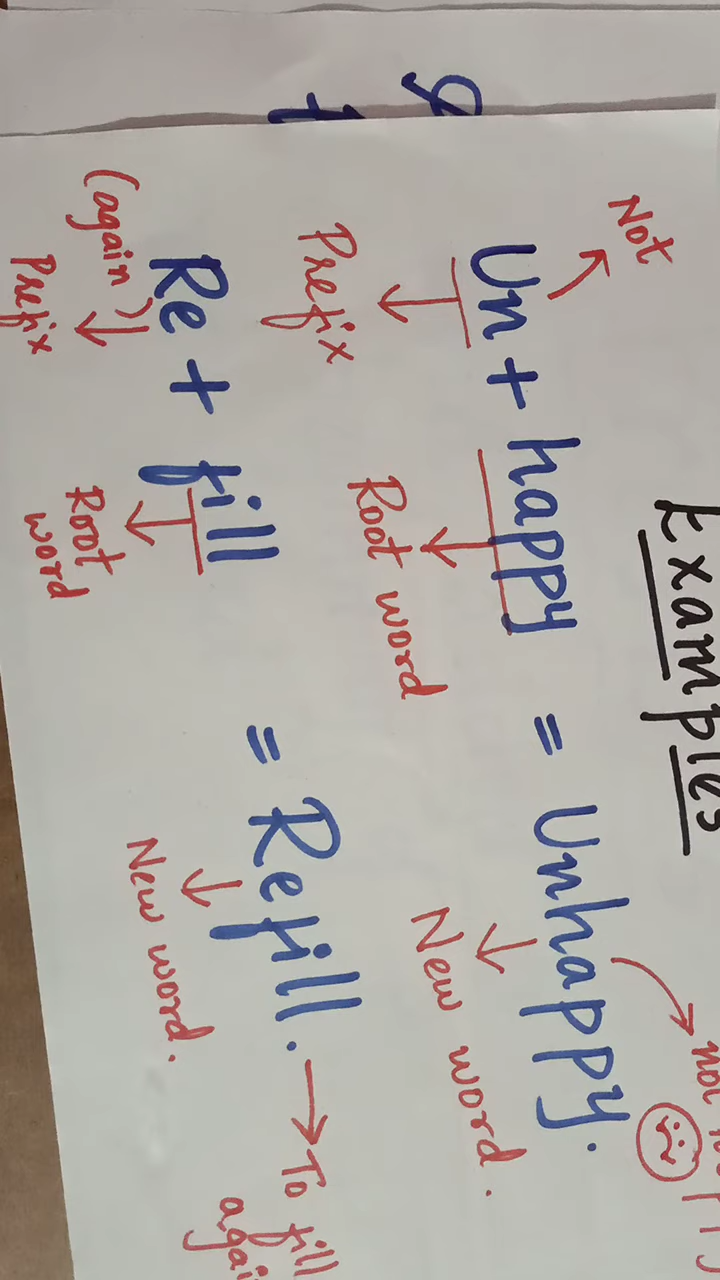 Examples
Not
Un + happy = Unhappy.
Prefix Root word New word.
not
Re + fill = Refill. → To fill
(again)
Prefix Root word New word.